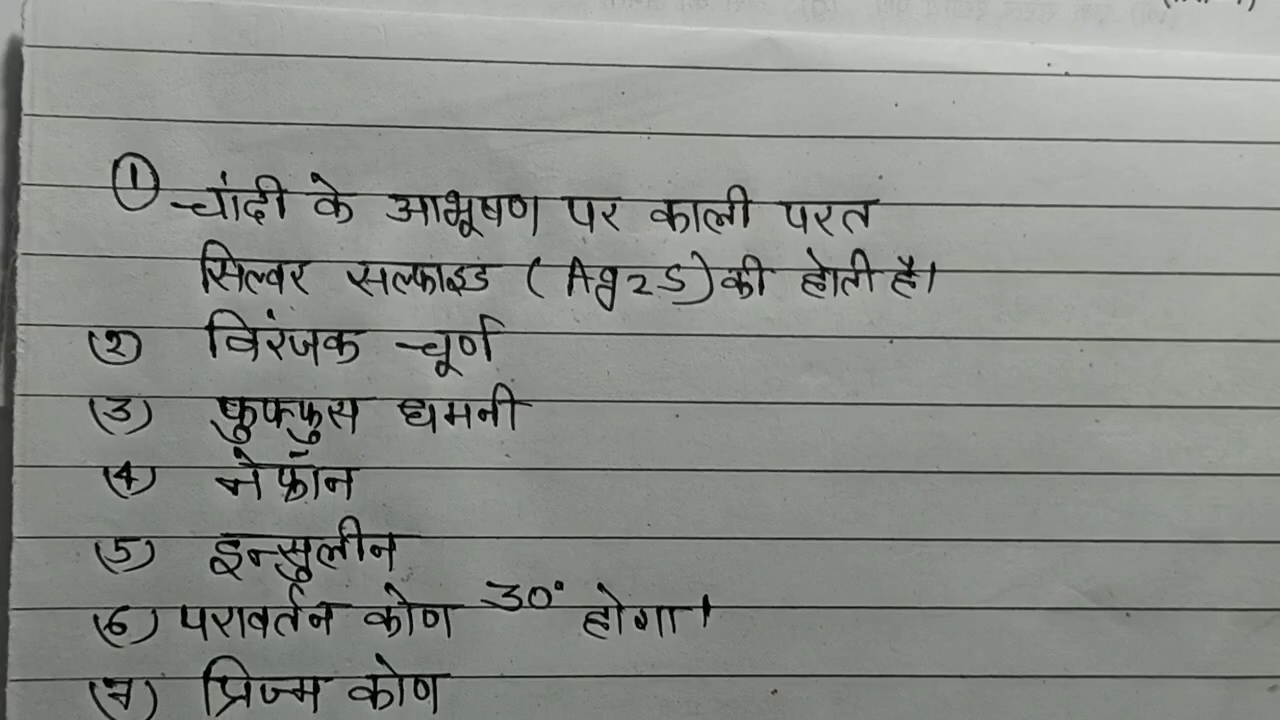 ① चांदी के आभूषण पर काली परत
सिल्वर सल्फाइड (Ag2S) की होती है।
(2) विरंजक चूर्ण
(3) फुफ्फुस धमनी
(4) नेफ्रॉन
(5) इन्सुलीन
(6) परावर्तन कोण 30° होगा।
(7) प्रिज्म कोण